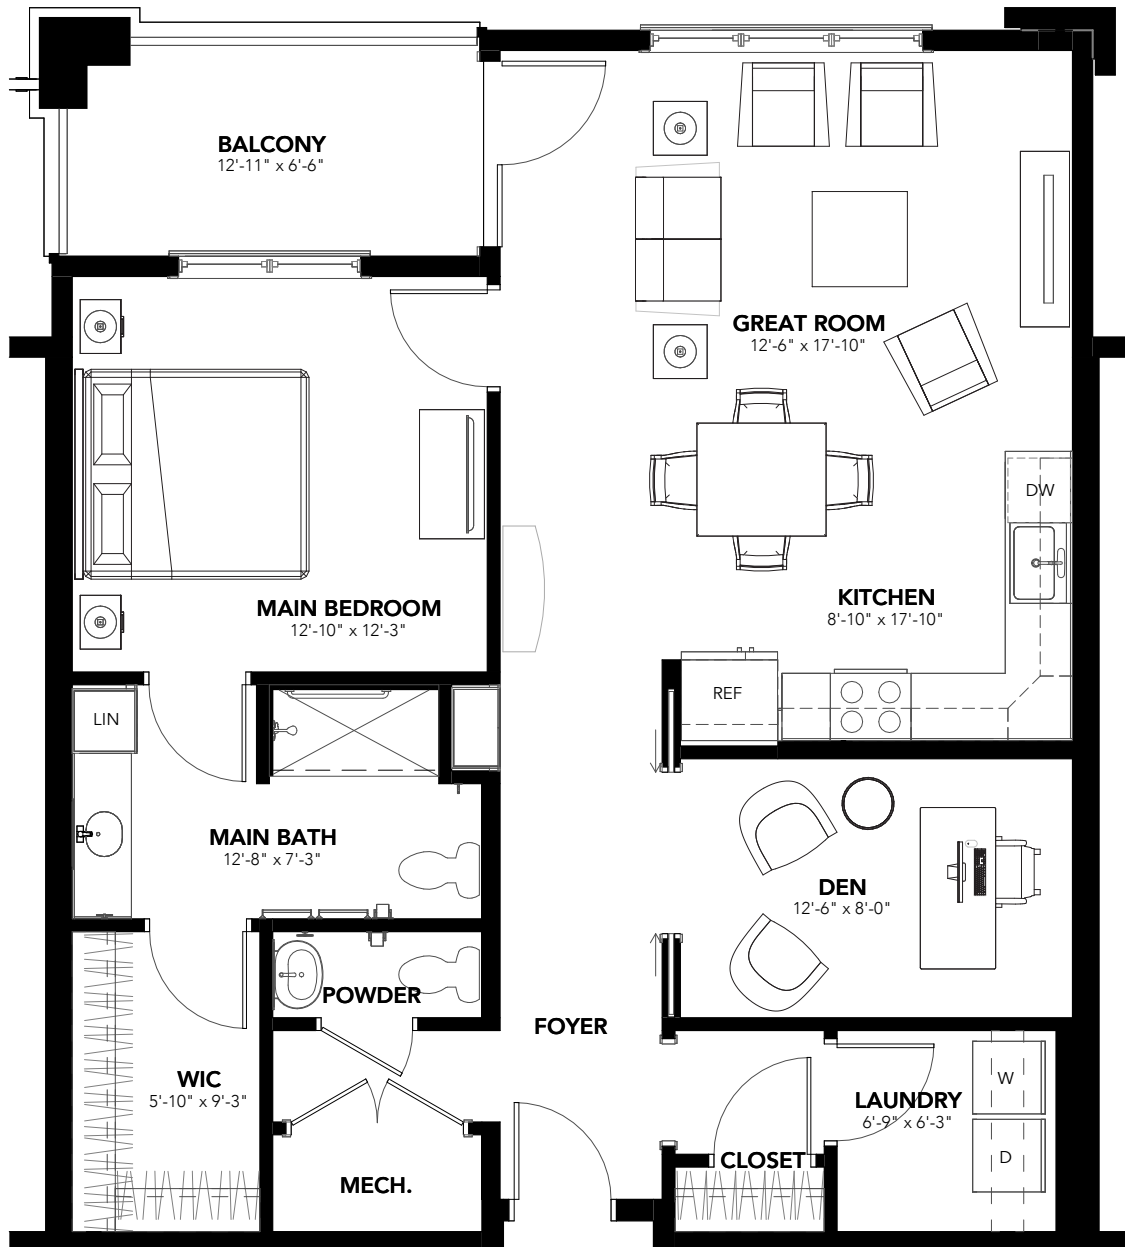 BALCONY
12'-11" x 6'-6"
GREAT ROOM
12'-6" x 17'-10"
DW
KITCHEN
8'-10" x 17'-10"
MAIN BEDROOM
12'-10" x 12'-3"
REF
LIN
MAIN BATH
12'-8" x 7'-3"
DEN
12'-6" x 8'-0"
POWDER
FOYER
WIC
5'-10" x 9'-3"
W
LAUNDRY
6'-9" x 6'-3"
D
CLOSET
MECH.